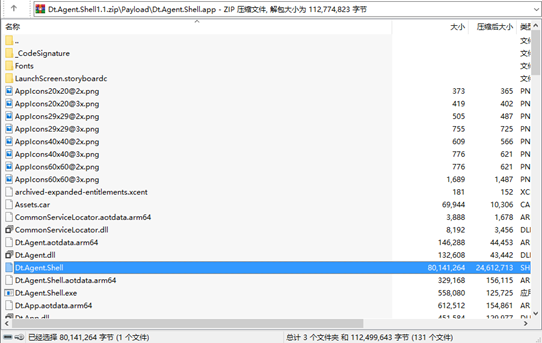 Dt.Agent.Shell1.1.zip\Payload\Dt.Agent.Shell.app - ZIP 压缩文件, 解包大小为 112,774,823 字节
名称 大小 压缩后大小 类型
.. 文件
_CodeSignature 文件
Fonts 文件
LaunchScreen.storyboardc 文件
AppIcons20x20@2x.png 373 365 PN
AppIcons20x20@3x.png 419 402 PN
AppIcons29x29@2x.png 505 487 PN
AppIcons29x29@3x.png 755 725 PN
AppIcons40x40@2x.png 609 566 PN
AppIcons40x40@3x.png 776 621 PN
AppIcons60x60@2x.png 776 621 PN
AppIcons60x60@3x.png 1,689 1,487 PN
archived-expanded-entitlements.xcent 181 152 XC
Assets.car 69,944 10,306 CA
CommonServiceLocator.aotdata.arm64 3,888 1,678 AR
CommonServiceLocator.dll 8,192 3,456 DL
Dt.Agent.aotdata.arm64 146,288 44,453 AR
Dt.Agent.dll 132,608 43,442 DL
Dt.Agent.Shell 80,141,264 24,612,713 SH
Dt.Agent.Shell.aotdata.arm64 329,168 156,115 AR
Dt.Agent.Shell.exe 558,080 125,725 应用
Dt.App.aotdata.arm64 612,512 154,861 AR
Dt.App.dll 451,584 129,977 DL
已经选择 80,141,264 字节 (1 个文件) 总计 3 个文件夹 和 112,499,643 字节 (131 个文件)